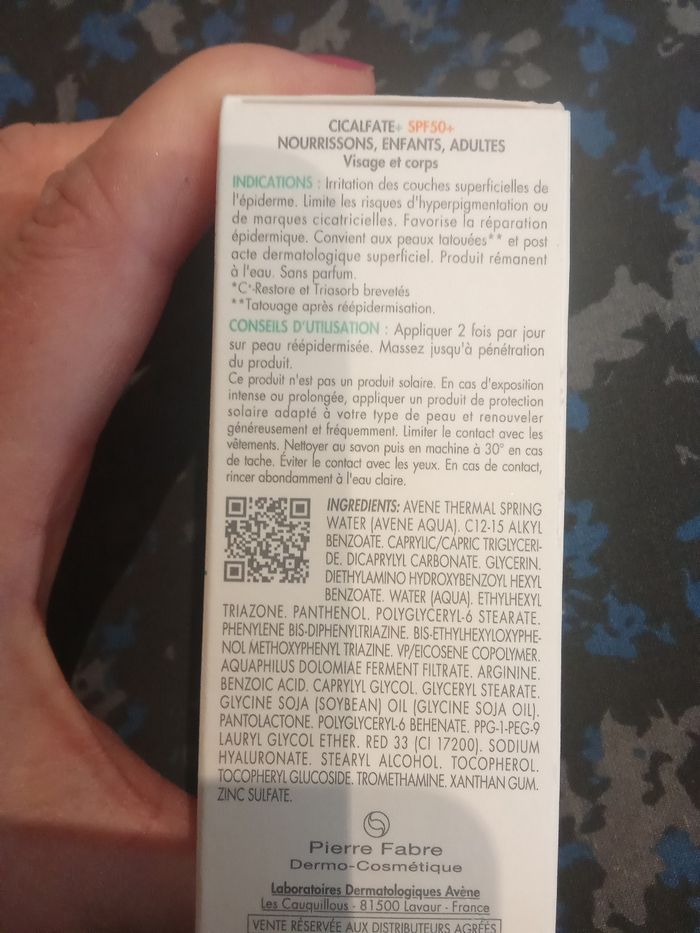 CICALFATE+ SPF50+
NOURRISSONS, ENFANTS, ADULTES
Visage et corps
INDICATIONS : Irritation des couches superficielles de
l'épiderme. Limite les risques d'hyperpigmentation ou
de marques cicatricielles. Favorise la réparation
épidermique. Convient aux peaux tatouées** et post
acte dermatologique superficiel. Produit rémanent
à l'eau. Sans parfum.
*C+-Restore et Triasorb brevetés
**Tatouage après réépidermisation.
CONSEILS D'UTILISATION : Appliquer 2 fois par jour
sur peau réépidermisée. Massez jusqu'à pénétration
du produit.
Ce produit n'est pas un produit solaire. En cas d'exposition
intense ou prolongée, appliquer un produit de protection
solaire adapté à votre type de peau et renouveler
généreusement et fréquemment. Limiter le contact avec les
vêtements. Nettoyer au savon puis en machine à 30° en cas
de tache. Éviter le contact avec les yeux. En cas de contact,
rincer abondamment à l'eau claire.
INGREDIENTS: AVENE THERMAL SPRING
WATER (AVENE AQUA). C12-15 ALKYL
BENZOATE. CAPRYLIC/CAPRIC TRIGLYCERI-
DE. DICAPRYLYL CARBONATE. GLYCERIN.
DIETHYLAMINO HYDROXYBENZOYL HEXYL
BENZOATE. WATER (AQUA). ETHYLHEXYL
TRIAZONE. PANTHENOL. POLYGLYCERYL-6 STEARATE.
PHENYLENE BIS-DIPHENYLTRIAZINE. BIS-ETHYLHEXYLOXYPHE-
NOL METHOXYPHENYL TRIAZINE. VP/EICOSENE COPOLYMER.
AQUAPHILUS DOLOMIAE FERMENT FILTRATE. ARGININE.
BENZOIC ACID. CAPRYLYL GLYCOL. GLYCERYL STEARATE.
GLYCINE SOJA (SOYBEAN) OIL (GLYCINE SOJA OIL).
PANTOLACTONE. POLYGLYCERYL-6 BEHENATE. PPG-1-PEG-9
LAURYL GLYCOL ETHER. RED 33 (CI 17200). SODIUM
HYALURONATE. STEARYL ALCOHOL. TOCOPHEROL.
TOCOPHERYL GLUCOSIDE. TROMETHAMINE. XANTHAN GUM.
ZINC SULFATE.
Pierre Fabre
Dermo-Cosmétique
Laboratoires Dermatologiques Avène
Les Cauquillous - 81500 Lavaur - France
VENTE RÉSERVÉE AUX DISTRIBUTEURS AGRÉÉS